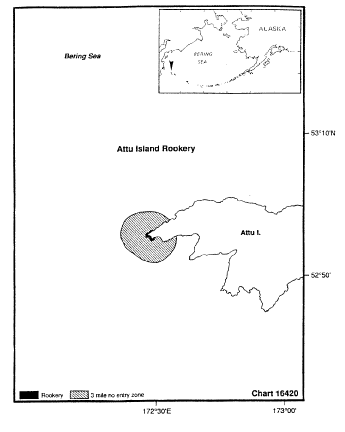 ALASKA
Bering Sea
BERING
SEA
53°10'N
Attu Island Rookery
Attu I.
52°50'
Rookery 3 mile no entry zone Chart 16420
172°30'E 173°00'